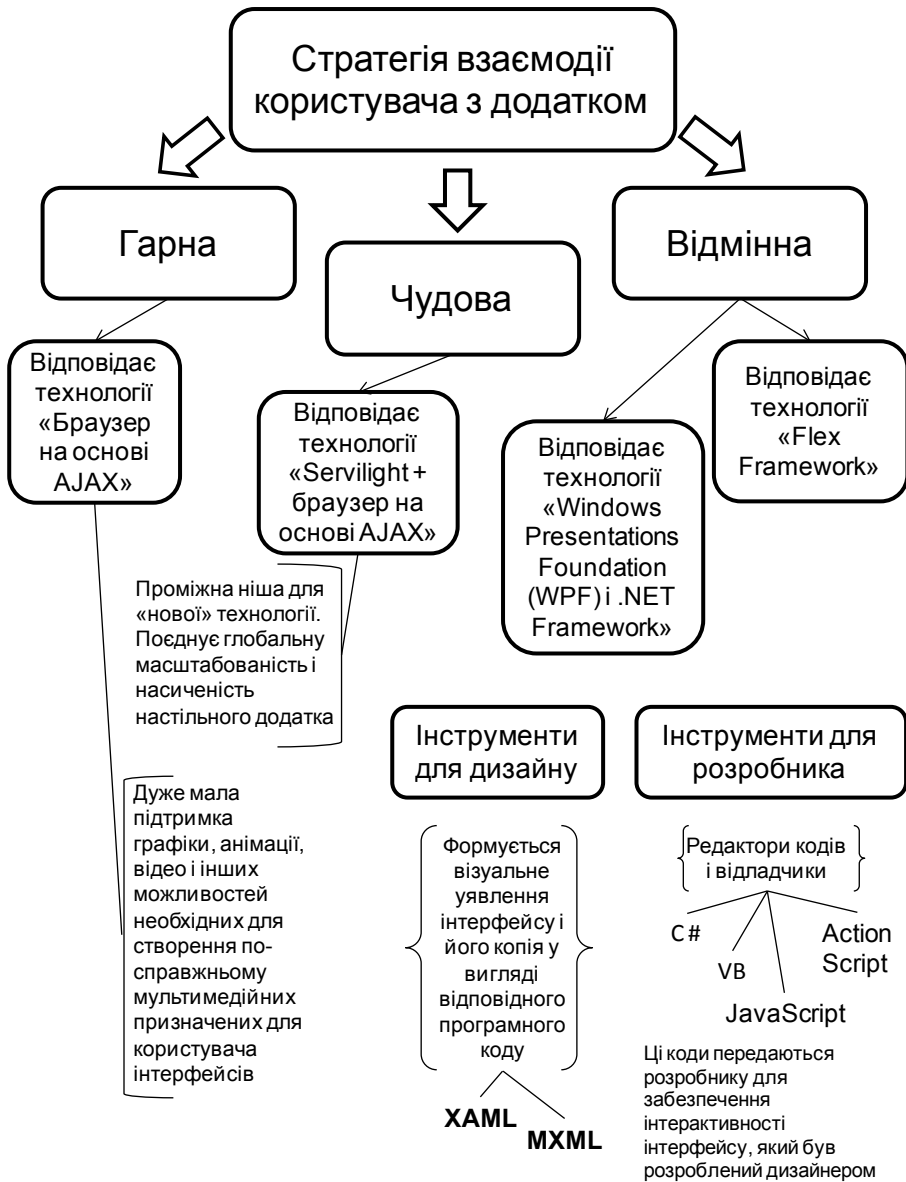 Стратегія взаємодії
користувача з додатком
Гарна
Чудова
Відмінна
Відповідає
технології
«Браузер
на основі
AJAX»
Відповідає
технології
«Servilight +
браузер на
основі AJAX»
Відповідає
технології
«Windows
Presentations
Foundation
(WPF) і .NET
Framework»
Відповідає
технології
«Flex
Framework»
Проміжна ніша для
«нової» технології.
Поєднує глобальну
масштабованість і
насиченість
настільного додатка
Дуже мала
підтримка
графіки, анімації,
відео і інших
можливостей
необхідних для
створення по-
справжньому
мультимедійних
призначених для
користувача
інтерфейсів
Інструменти
для дизайну
Формується
візуальне
уявлення
інтерфейсу і
його копія у
вигляді
відповідного
програмного
коду
XAML
MXML
Інструменти для
розробника
Редактори кодів
і відладчики
C#
VB
JavaScript
Action
Script
Ці коди передаються
розробнику для
забезпечення
інтерактивності
інтерфейсу, який був
розроблений дизайнером